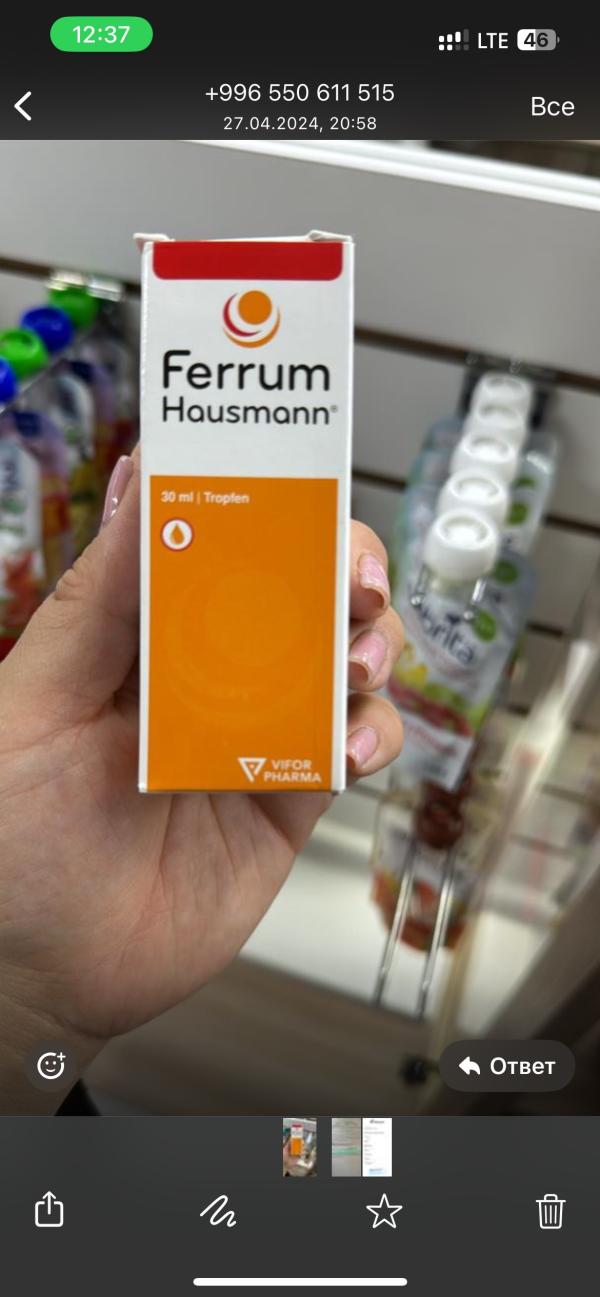 12:37
LTE 46
+996 550 611 515
27.04.2024, 20:58
Все
Ferrum
Hausmann®
30 ml | Tropfen
VIFOR
PHARMA
Ответ